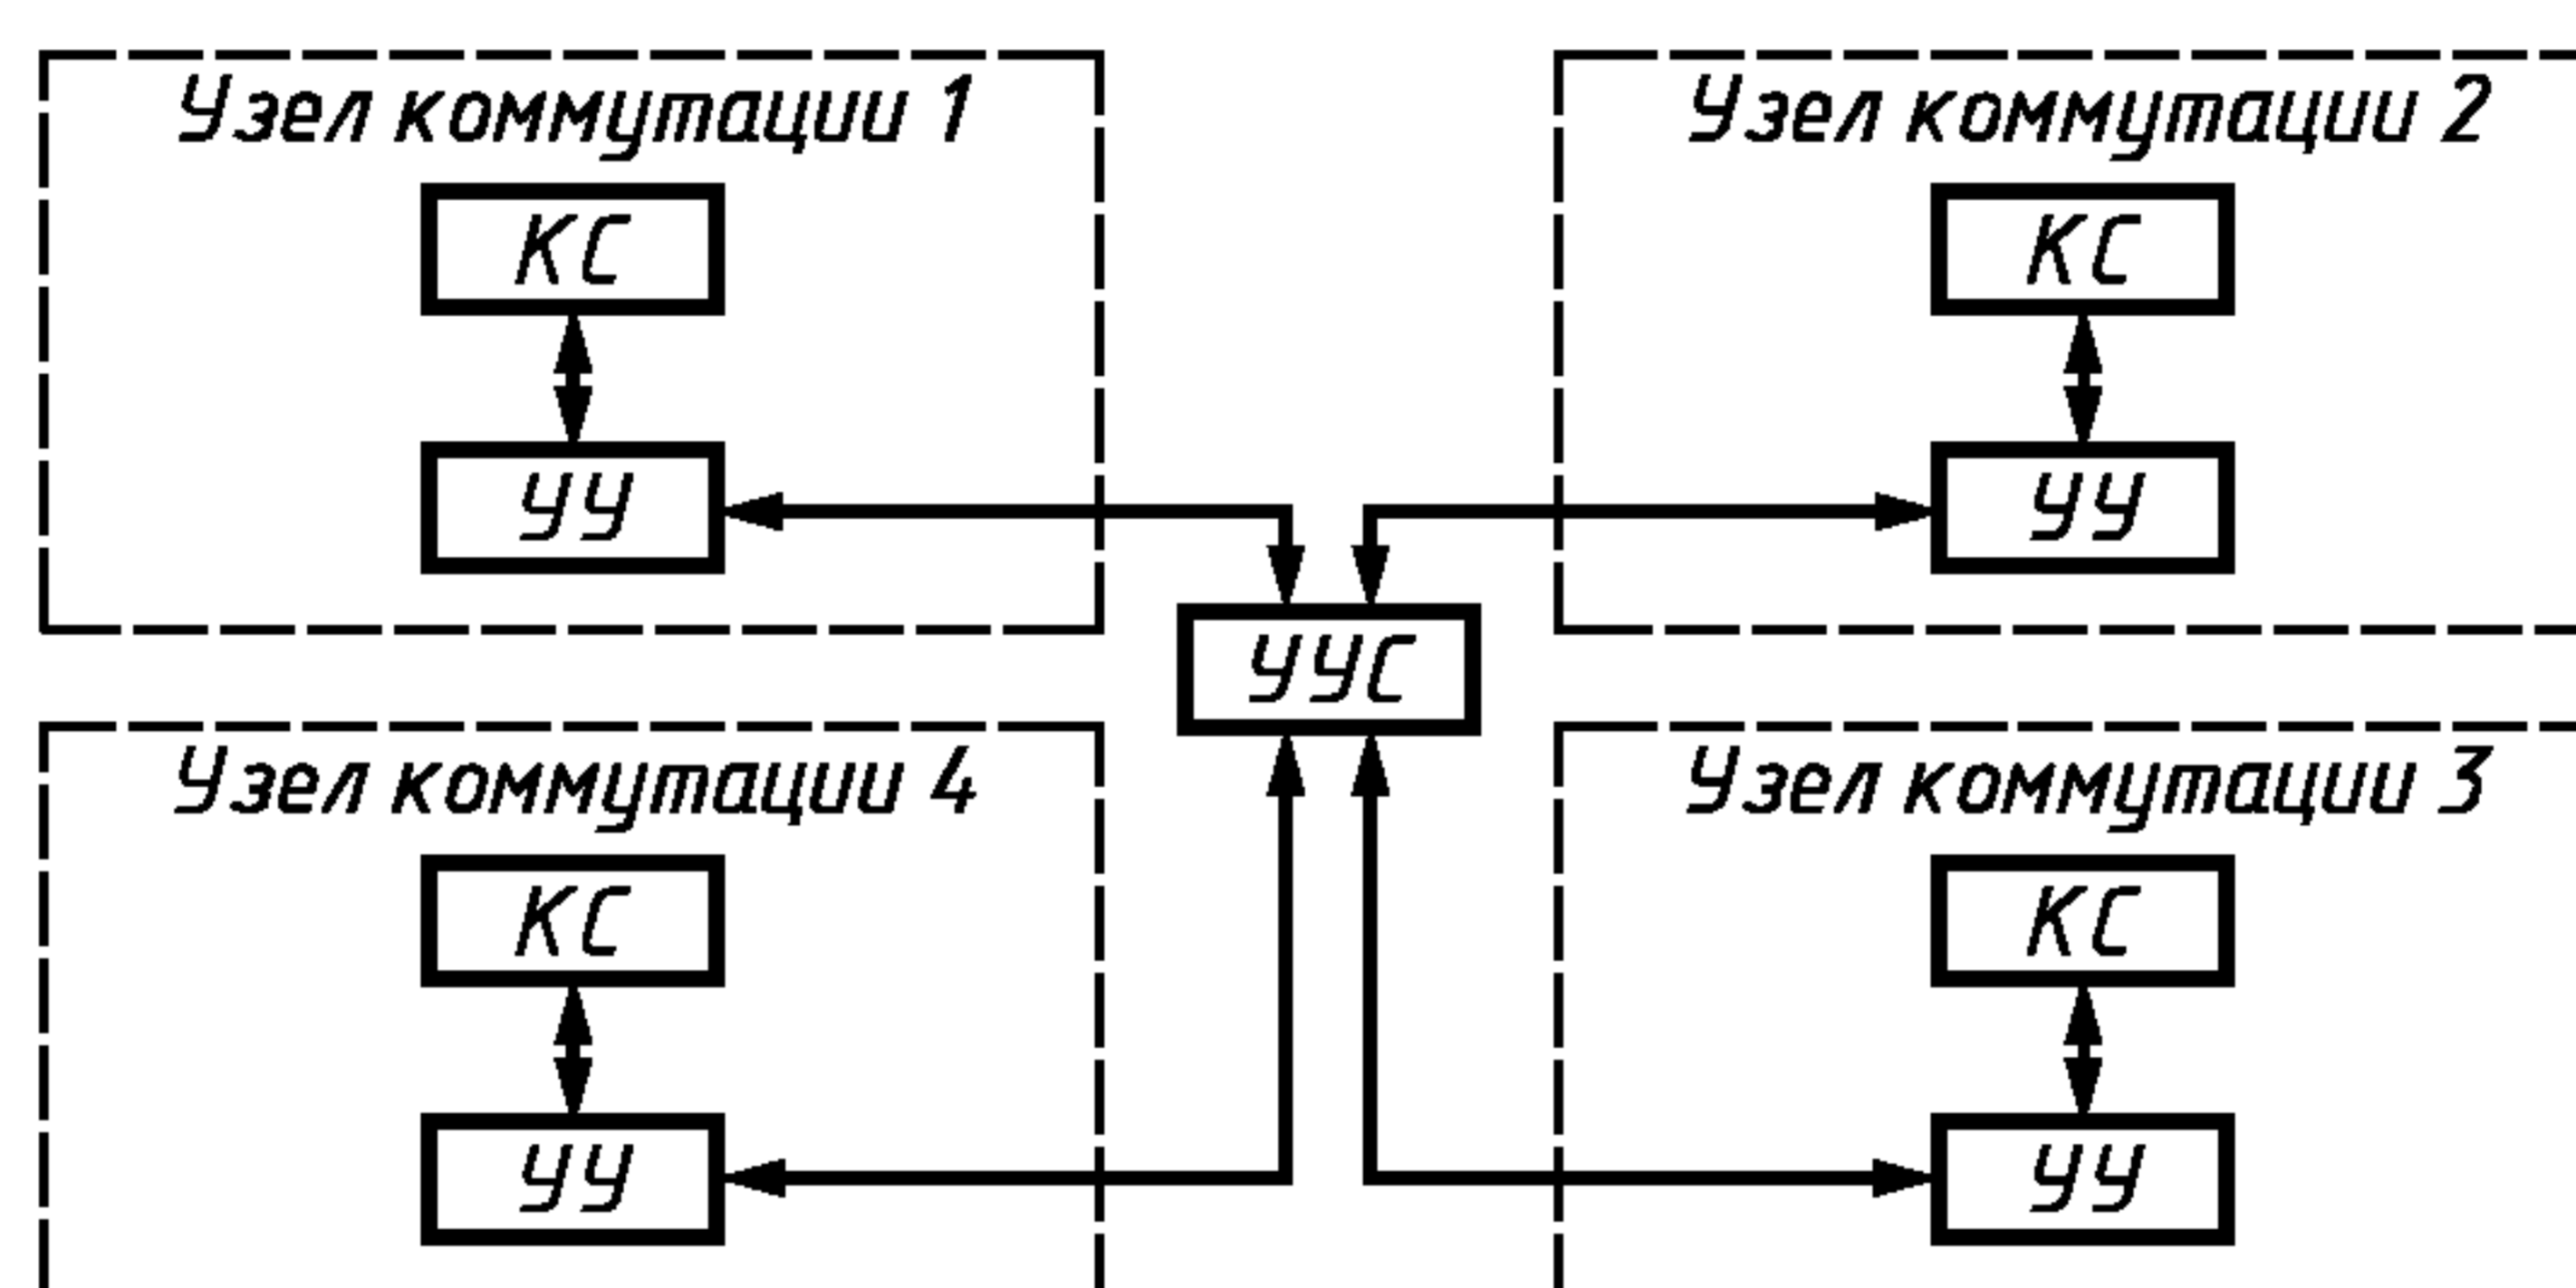 Узел коммутации 1
КС
УУ
Узел коммутации 2
КС
УУ
УУС
Узел коммутации 4
КС
УУ
Узел коммутации 3
КС
УУ